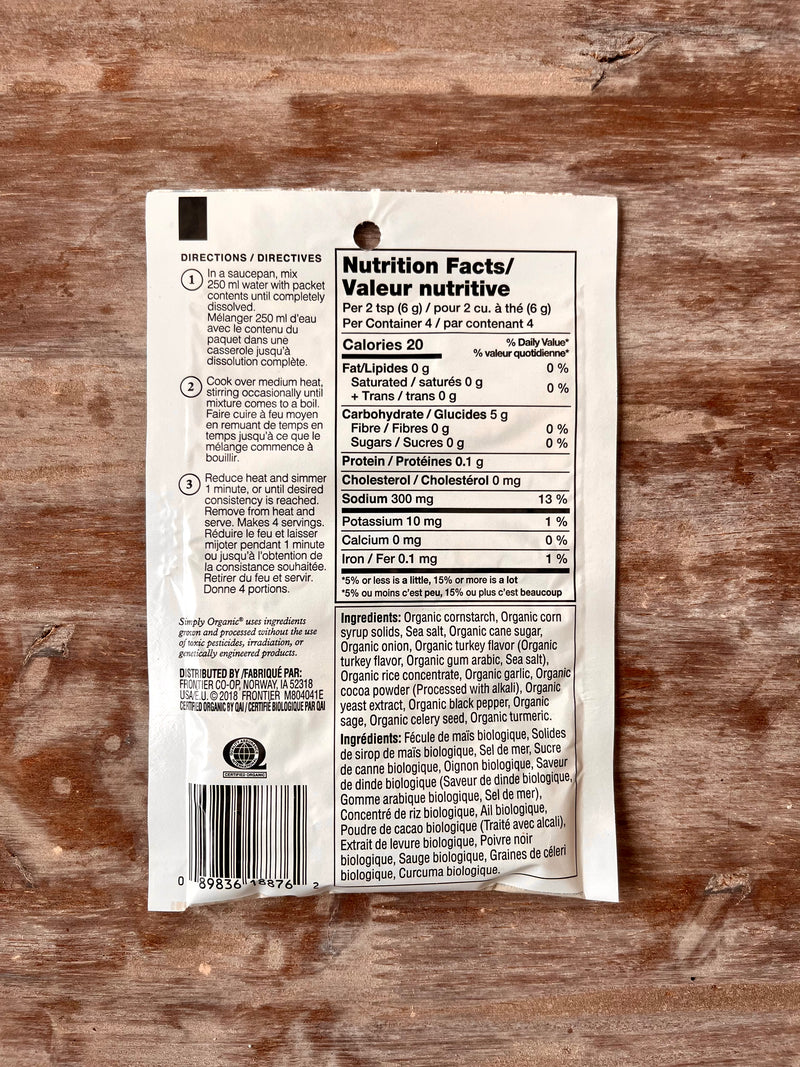 DIRECTIONS / DIRECTIVES
1
In a saucepan, mix
250 ml water with packet
contents until completely
dissolved.
Mélanger 250 ml d'eau
avec le contenu du
paquet dans une
casserole jusqu'à
dissolution complète.
2
Cook over medium heat,
stirring occasionally until
mixture comes to a boil.
Faire cuire à feu moyen
en remuant de temps en
temps jusqu'à ce que le
mélange commence à
bouillir.
3
Reduce heat and simmer
1 minute, or until desired
consistency is reached.
Remove from heat and
serve. Makes 4 servings.
Réduire le feu et laisser
mijoter pendant 1 minute
ou jusqu'à l'obtention de
la consistance souhaitée.
Retirer du feu et servir.
Donne 4 portions.
Simply Organic® uses ingredients
grown and processed without the use
of toxic pesticides, irradiation, or
genetically engineered products.
DISTRIBUTED BY /FABRIQUÉ PAR:
FRONTIER CO-OP, NORWAY, IA 52318
USA/E.U. © 2018 FRONTIER M804041E
CERTIFIED ORGANIC BY QAI / CERTIFIÉ BIOLOGIQUE PAR QAI
CERTIFIED ORGANIC
0 89836 18876 2
Nutrition Facts/
Valeur nutritive
Per 2 tsp (6 g) / pour 2 cu. à thé (6 g)
Per Container 4 / par contenant 4
Calories 20
% Daily Value*
% valeur quotidienne*
Fat/Lipides 0 g 0 %
Saturated / saturés 0 g
+ Trans / trans 0 g 0 %
Carbohydrate / Glucides 5 g
Fibre / Fibres 0 g 0 %
Sugars / Sucres 0 g 0 %
Protein / Protéines 0.1 g
Cholesterol / Cholestérol 0 mg
Sodium 300 mg 13 %
Potassium 10 mg 1 %
Calcium 0 mg 0 %
Iron / Fer 0.1 mg 1 %
*5% or less is a little, 15% or more is a lot
*5% ou moins c'est peu, 15% ou plus c'est beaucoup
Ingredients: Organic cornstarch, Organic corn
syrup solids, Sea salt, Organic cane sugar,
Organic onion, Organic turkey flavor (Organic
turkey flavor, Organic gum arabic, Sea salt),
Organic rice concentrate, Organic garlic, Organic
cocoa powder (Processed with alkali), Organic
yeast extract, Organic black pepper, Organic
sage, Organic celery seed, Organic turmeric.
Ingrédients: Fécule de maïs biologique, Solides
de sirop de maïs biologique, Sel de mer, Sucre
de canne biologique, Oignon biologique, Saveur
de dinde biologique (Saveur de dinde biologique,
Gomme arabique biologique, Sel de mer),
Concentré de riz biologique, Ail biologique,
Poudre de cacao biologique (Traité avec alcali),
Extrait de levure biologique, Poivre noir
biologique, Sauge biologique, Graines de céleri
biologique, Curcuma biologique.